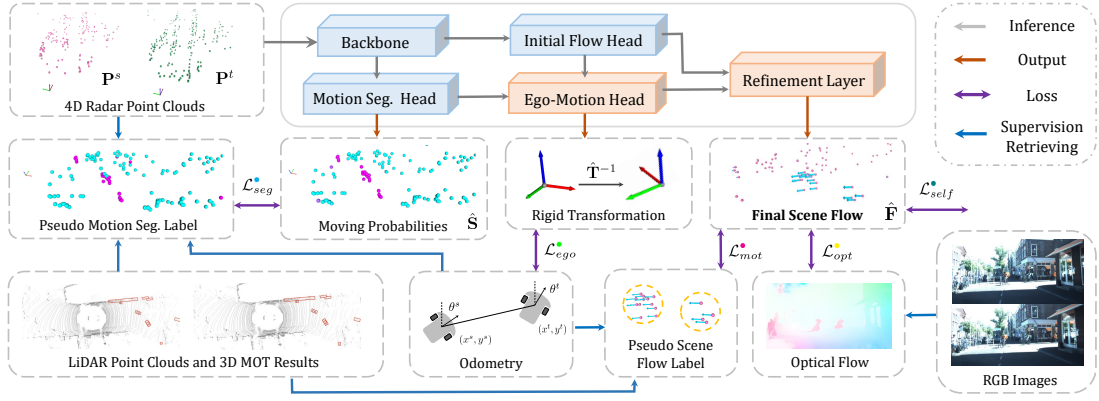 P^s
P^t
4D Radar Point Clouds
Backbone
Initial Flow Head
Motion Seg. Head
Ego-Motion Head
Refinement Layer
Inference
Output
Loss
Supervision
Retrieving
Pseudo Motion Seg. Label
L_seg
Moving Probabilities
Ŝ
T̂^{-1}
Rigid Transformation
Final Scene Flow
F̂
L_self
L_ego
L_mot
L_opt
LiDAR Point Clouds and 3D MOT Results
θ^s
(x^s, y^s)
θ^t
(x^t, y^t)
Odometry
Pseudo Scene
Flow Label
Optical Flow
RGB Images